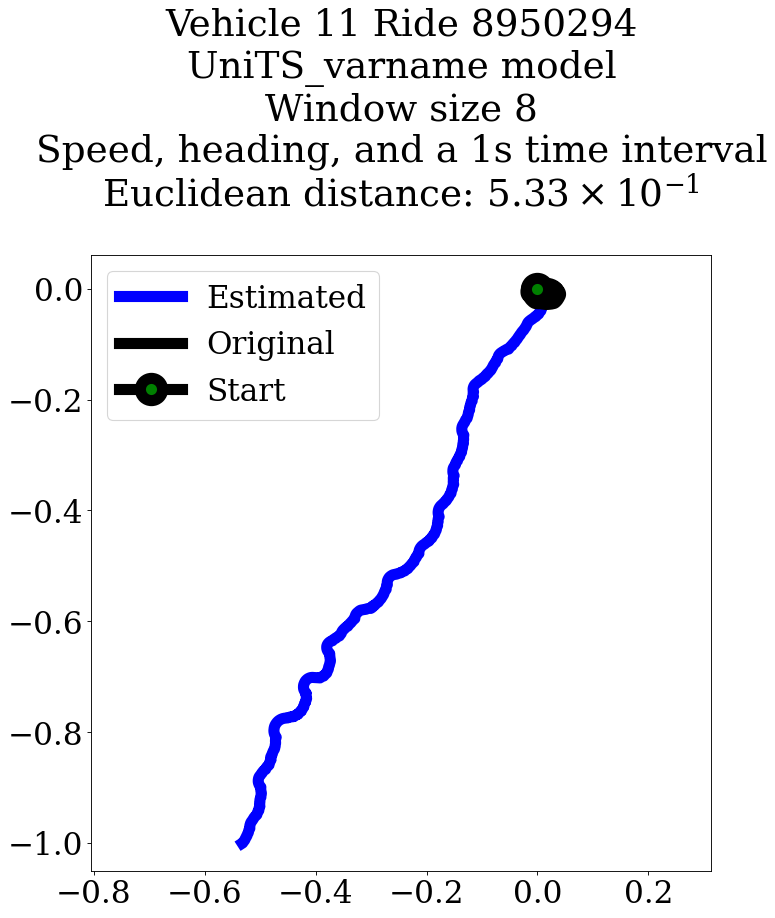 Vehicle 11 Ride 8950294
UniTS_varname model
Window size 8
Speed, heading, and a 1s time interval
Euclidean distance: 5.33 × 10⁻¹
Estimated
Original
Start
0.0
−0.2
−0.4
−0.6
−0.8
−1.0
−0.8 −0.6 −0.4 −0.2 0.0 0.2